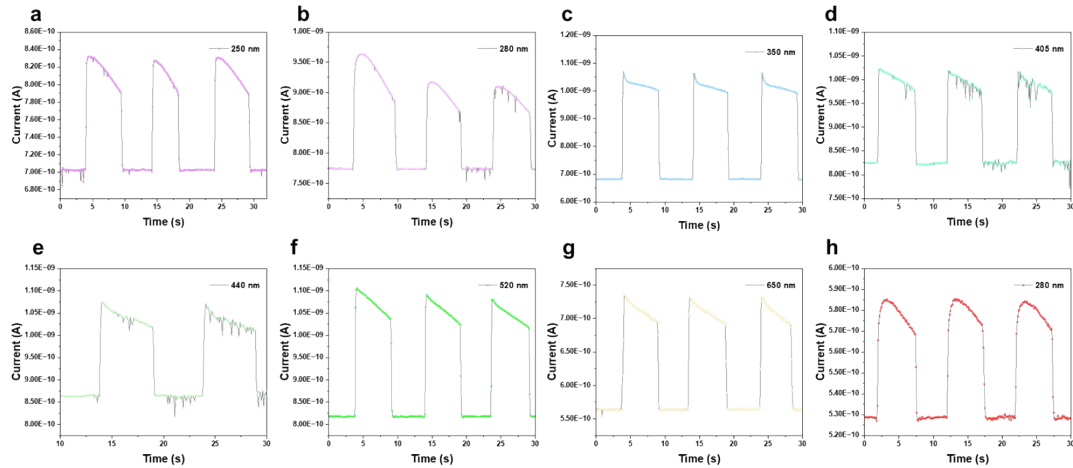 a
8.60E−10
8.40E−10
8.20E−10
8.00E−10
7.80E−10
7.60E−10
7.40E−10
7.20E−10
7.00E−10
6.80E−10
Current (A)
250 nm
0 5 10 15 20 25 30
Time (s)
b
1.00E−09
9.50E−10
9.00E−10
8.50E−10
8.00E−10
7.50E−10
Current (A)
280 nm
0 5 10 15 20 25 30
Time (s)
c
1.20E−09
1.10E−09
1.00E−09
9.00E−10
8.00E−10
7.00E−10
6.00E−10
Current (A)
350 nm
0 5 10 15 20 25 30
Time (s)
d
1.10E−09
1.05E−09
1.00E−09
9.50E−10
9.00E−10
8.50E−10
8.00E−10
7.50E−10
Current (A)
405 nm
0 5 10 15 20 25 30
Time (s)
e
1.15E−09
1.10E−09
1.05E−09
1.00E−09
9.50E−10
9.00E−10
8.50E−10
8.00E−10
Current (A)
440 nm
10 15 20 25 30
Time (s)
f
1.15E−09
1.10E−09
1.05E−09
1.00E−09
9.50E−10
9.00E−10
8.50E−10
8.00E−10
Current (A)
520 nm
0 5 10 15 20 25 30
Time (s)
g
7.50E−10
7.00E−10
6.50E−10
6.00E−10
5.50E−10
Current (A)
650 nm
0 5 10 15 20 25 30
Time (s)
h
6.00E−10
5.90E−10
5.80E−10
5.70E−10
5.60E−10
5.50E−10
5.40E−10
5.30E−10
5.20E−10
Current (A)
280 nm
0 5 10 15 20 25 30
Time (s)